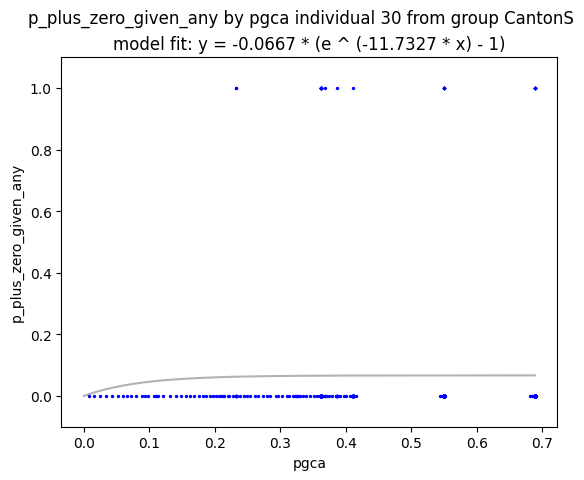 p_plus_zero_given_any by pgca individual 30 from group CantonS
model fit: y = -0.0667 * (e ^ (-11.7327 * x) - 1)
p_plus_zero_given_any
1.0
0.8
0.6
0.4
0.2
0.0
0.0 0.1 0.2 0.3 0.4 0.5 0.6 0.7
pgca